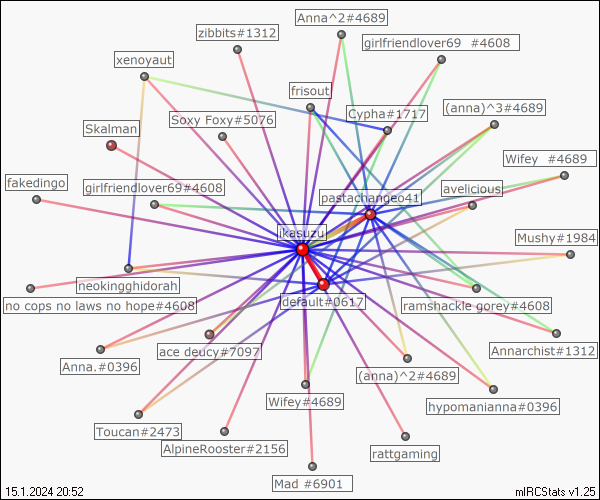 Anna^2#4689
zibbits#1312
girlfriendlover69 #4608
xenoyaut
frisout
Cypha#1717
(anna)^3#4689
Soxy Foxy#5076
Skalman
Wifey #4689
fakedingo
girlfriendlover69#4608
avelicious
pastachangeo41
ikasuzu
Mushy#1984
neokingghidorah
default#0617
no cops no laws no hope#4608
ramshackle gorey#4608
Annarchist#1312
ace deucy#7097
Anna.#0396
(anna)^2#4689
Wifey#4689
hypomanianna#0396
Toucan#2473
AlpineRooster#2156
rattgaming
Mad #6901
15.1.2024 20:52
mIRCStats v1.25